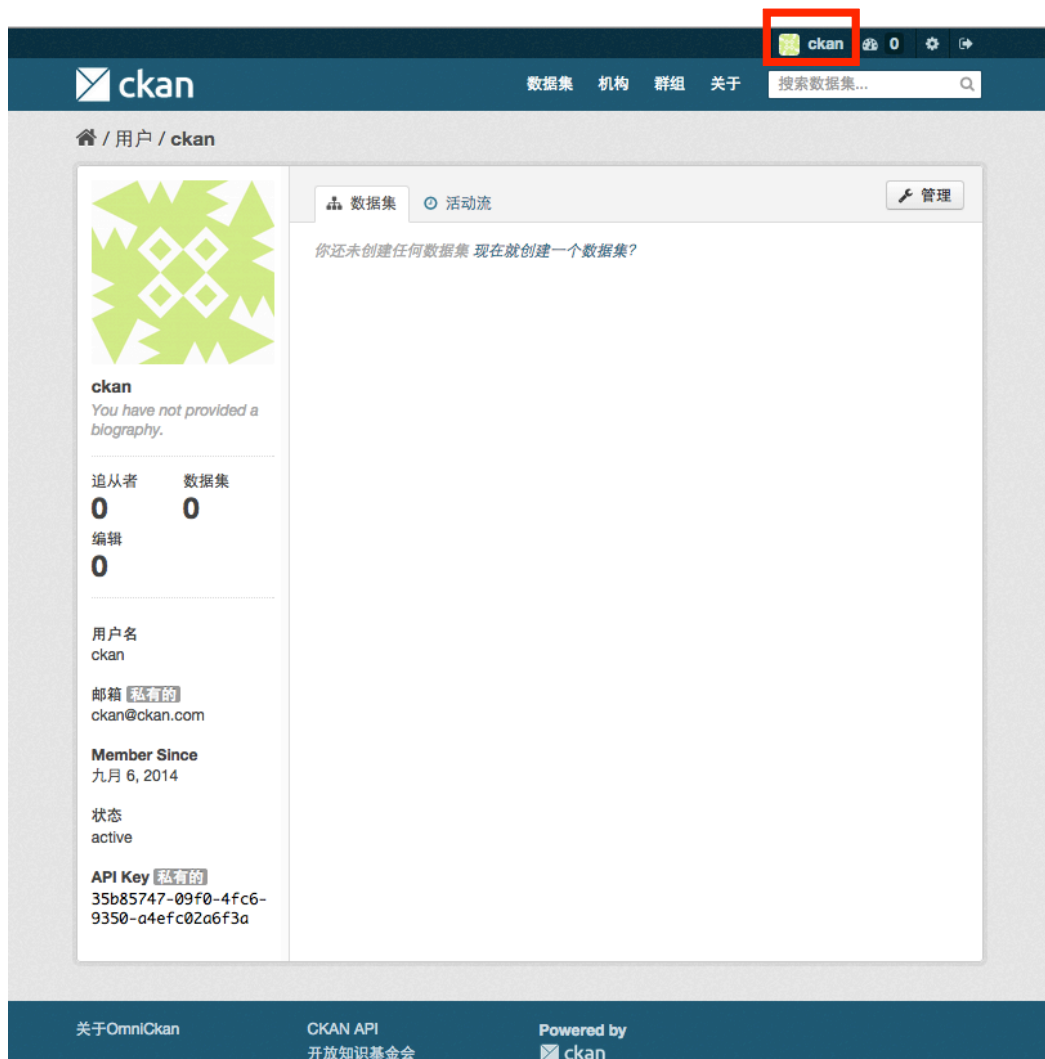 ckan 0
ckan 数据集 机构 群组 关于 搜索数据集...
/ 用户 / ckan
数据集 活动流 管理
你还未创建任何数据集 现在就创建一个数据集?
ckan
You have not provided a
biography.
追从者 数据集
0 0
编辑
0
用户名
ckan
邮箱 私有的
ckan@ckan.com
Member Since
九月 6, 2014
状态
active
API Key 私有的
35b85747-09f0-4fc6-
9350-a4efc02a6f3a
关于OmniCkan CKAN API Powered by
开放知识基金会 ckan